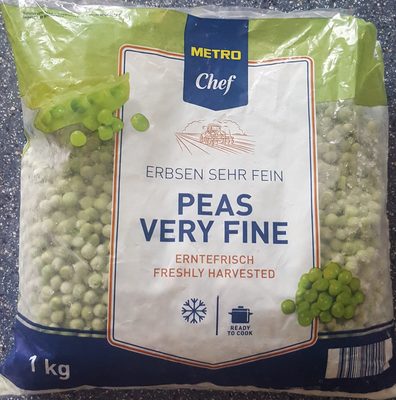 METRO
Chef
ERBSEN SEHR FEIN
PEAS
VERY FINE
ERNTEFRISCH
FRESHLY HARVESTED
READY
TO COOK
1 kg